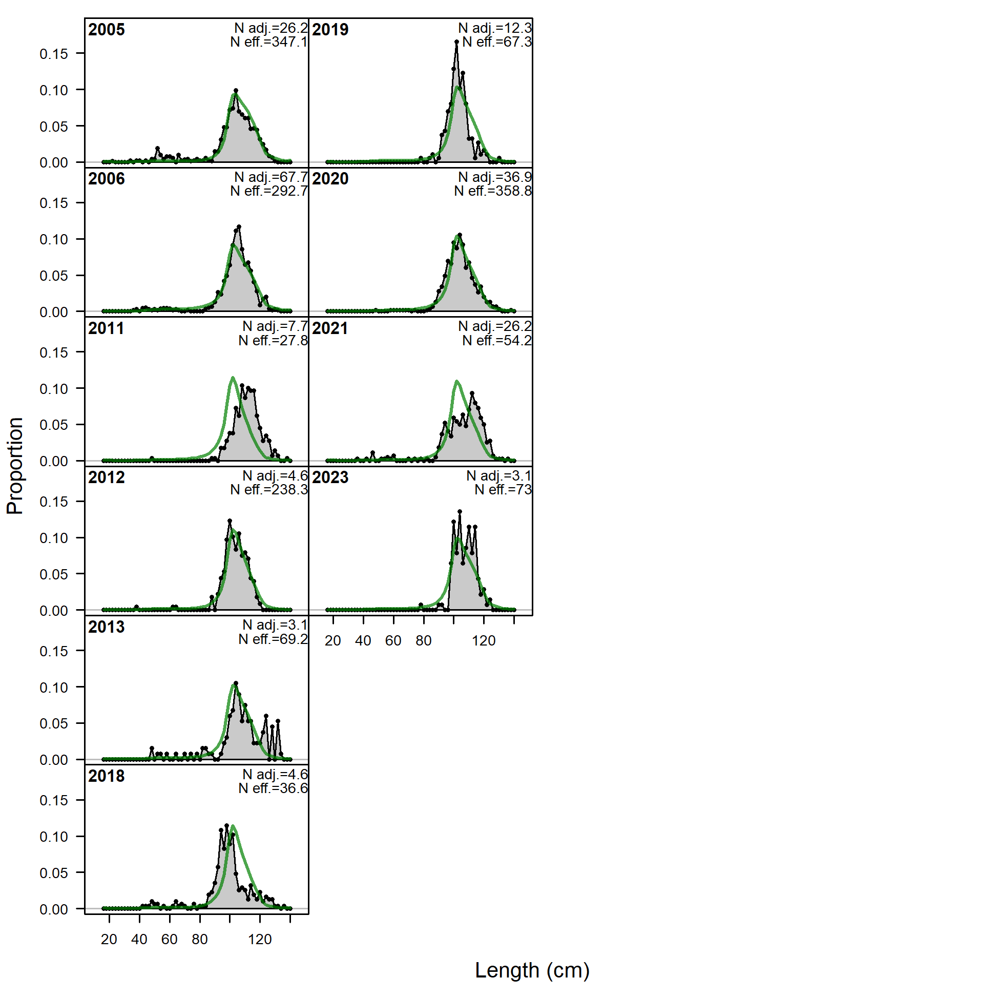 2005
N adj.=26.2
N eff.=347.1
0.15
0.10
0.05
0.00
2019
N adj.=12.3
N eff.=67.3
2006
N adj.=67.7
N eff.=292.7
0.15
0.10
0.05
0.00
2020
N adj.=36.9
N eff.=358.8
2011
N adj.=7.7
N eff.=27.8
0.15
0.10
0.05
0.00
2021
N adj.=26.2
N eff.=54.2
2012
N adj.=4.6
N eff.=238.3
0.15
0.10
0.05
0.00
2023
N adj.=3.1
N eff.=73
20 40 60 80 120
2013
N adj.=3.1
N eff.=69.2
0.15
0.10
0.05
0.00
2018
N adj.=4.6
N eff.=36.6
0.15
0.10
0.05
0.00
20 40 60 80 120
Proportion
Length (cm)